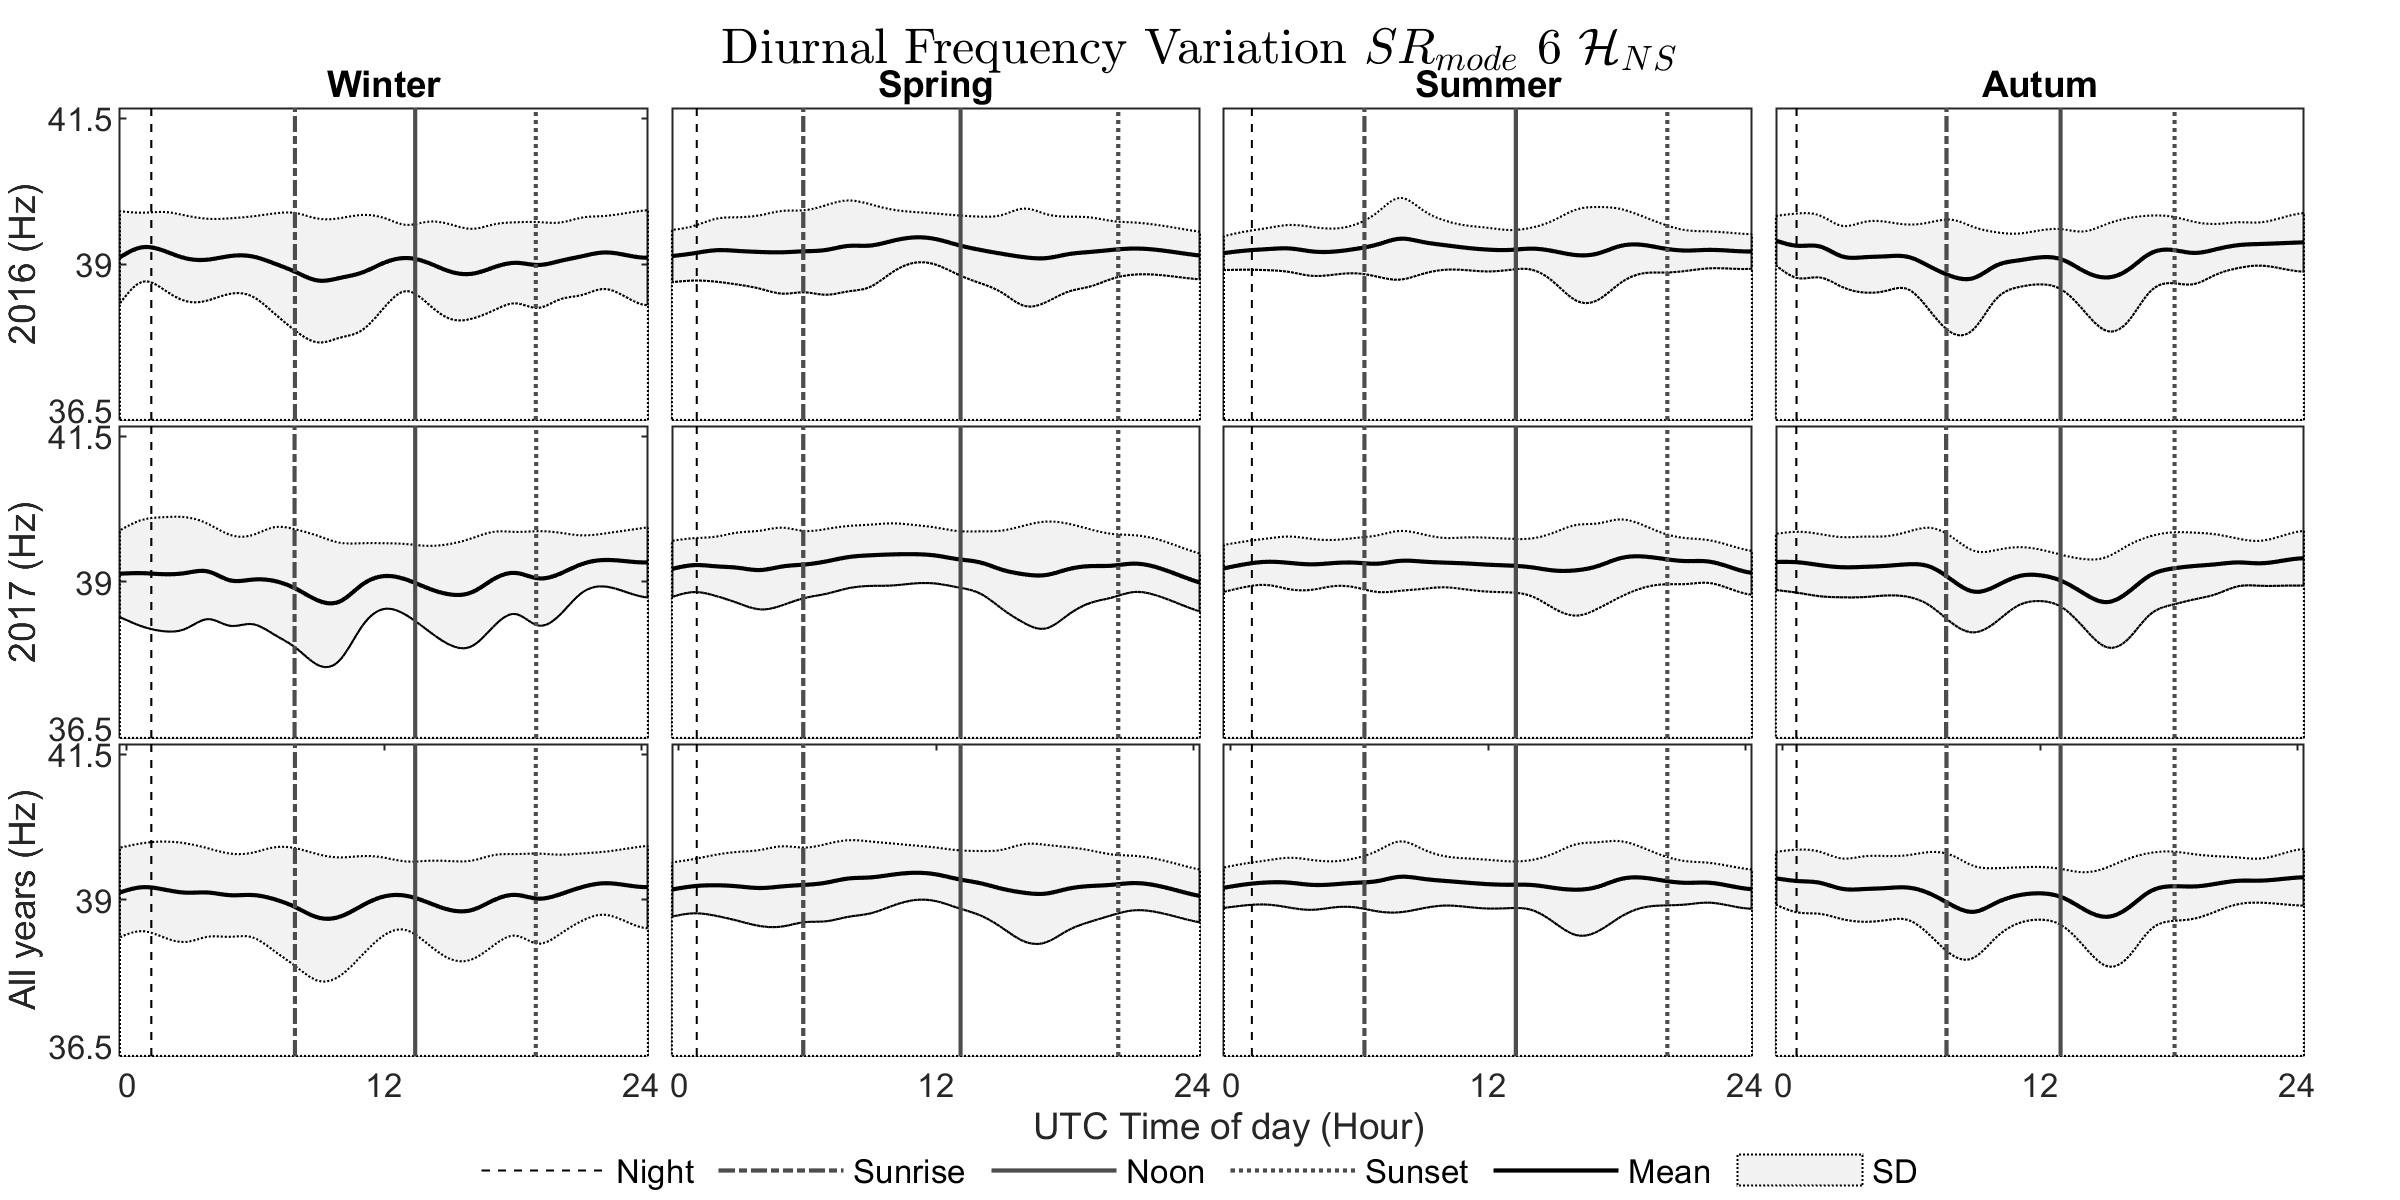 Diurnal Frequency Variation SR_mode 6 ℋ_NS
Winter Spring Summer Autum
41.5
39
36.5
2016 (Hz)
41.5
39
36.5
2017 (Hz)
41.5
39
36.5
All years (Hz)
0 12 24 0 12 24 0 12 24 0 12 24
UTC Time of day (Hour)
Night Sunrise Noon Sunset Mean SD